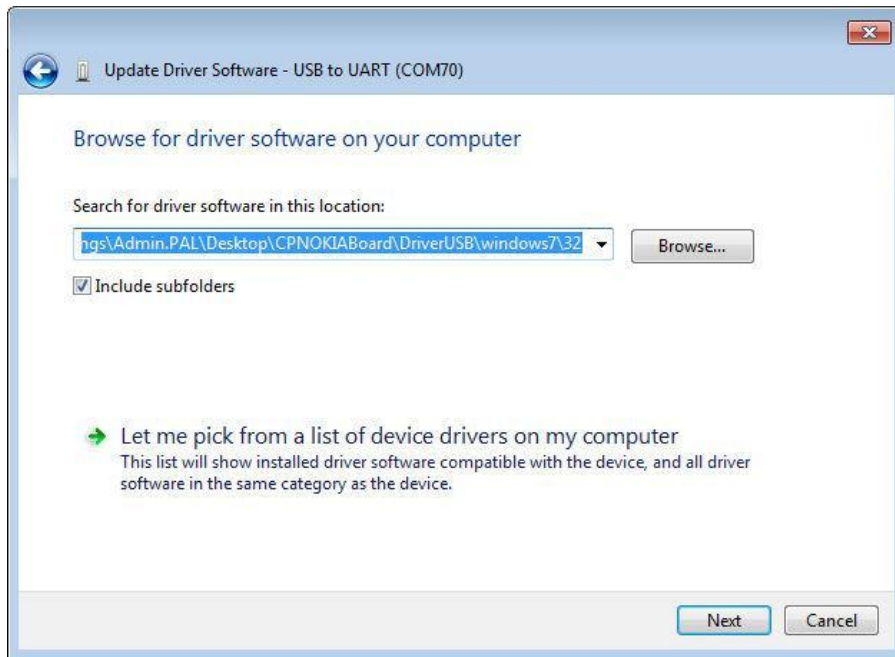 Update Driver Software - USB to UART (COM70)
Browse for driver software on your computer
Search for driver software in this location:
ngs\Admin.PAL\Desktop\CPNOKIABoard\DriverUSB\windows7\32
Browse...
Include subfolders
Let me pick from a list of device drivers on my computer
This list will show installed driver software compatible with the device, and all driver
software in the same category as the device.
Next
Cancel